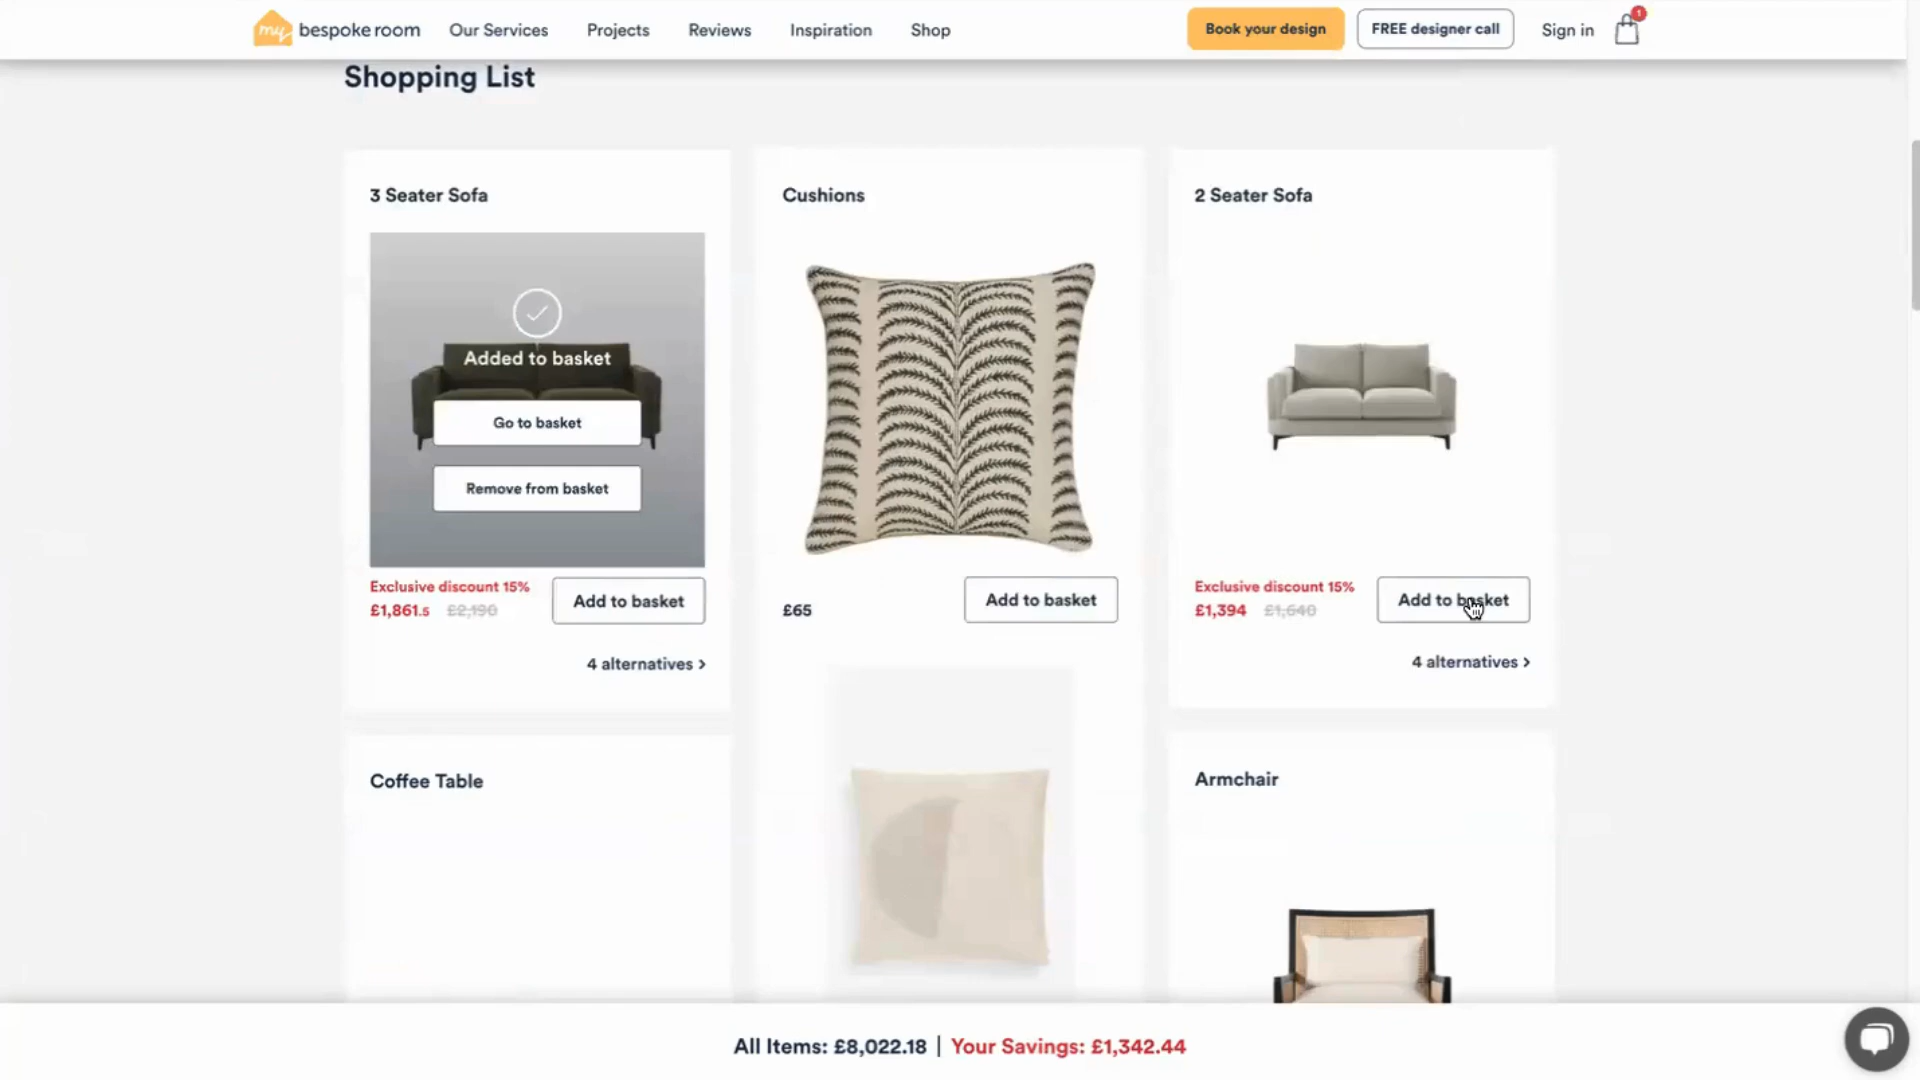 my bespoke room
Our Services
Projects
Reviews
Inspiration
Shop
Book your design
FREE designer call
Sign in
1
Shopping List
3 Seater Sofa
Added to basket
Go to basket
Remove from basket
Exclusive discount 15%
£1,861.5 £2,190
Add to basket
4 alternatives >
Cushions
£65
Add to basket
2 Seater Sofa
Exclusive discount 15%
£1,394 £1,640
Add to basket
4 alternatives >
Coffee Table
Armchair
All Items: £8,022.18 | Your Savings: £1,342.44